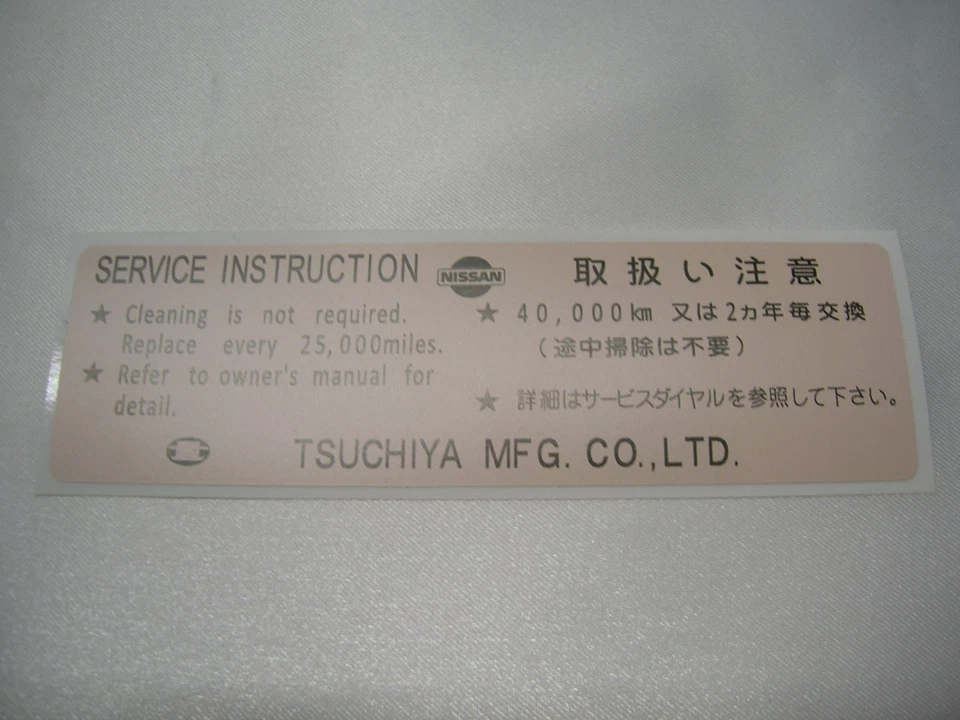 SERVICE INSTRUCTION
★ Cleaning is not required.
Replace every 25,000miles.
★ Refer to owner's manual for
detail.
NISSAN
取扱い注意
★ 40,000km 又は2ヵ年毎交換
(途中掃除は不要)
★ 詳細はサービスダイヤルを参照して下さい。
TSUCHIYA MFG. CO.,LTD.